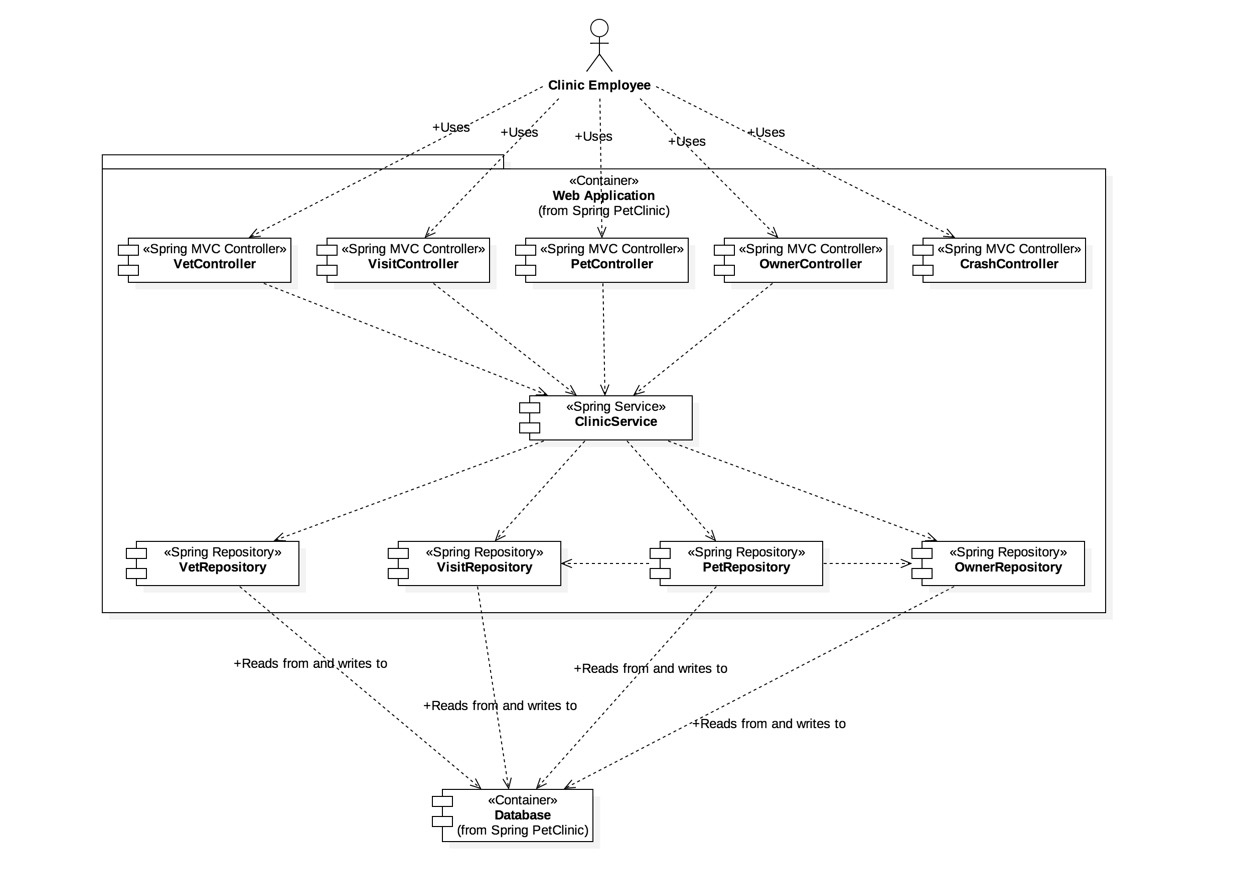 Clinic Employee
+Uses
+Uses
+Uses
+Uses
+Uses
«Container»
Web Application
(from Spring PetClinic)
«Spring MVC Controller»
VetController
«Spring MVC Controller»
VisitController
«Spring MVC Controller»
PetController
«Spring MVC Controller»
OwnerController
«Spring MVC Controller»
CrashController
«Spring Service»
ClinicService
«Spring Repository»
VetRepository
«Spring Repository»
VisitRepository
«Spring Repository»
PetRepository
«Spring Repository»
OwnerRepository
+Reads from and writes to
+Reads from and writes to
+Reads from and writes to
+Reads from and writes to
«Container»
Database
(from Spring PetClinic)